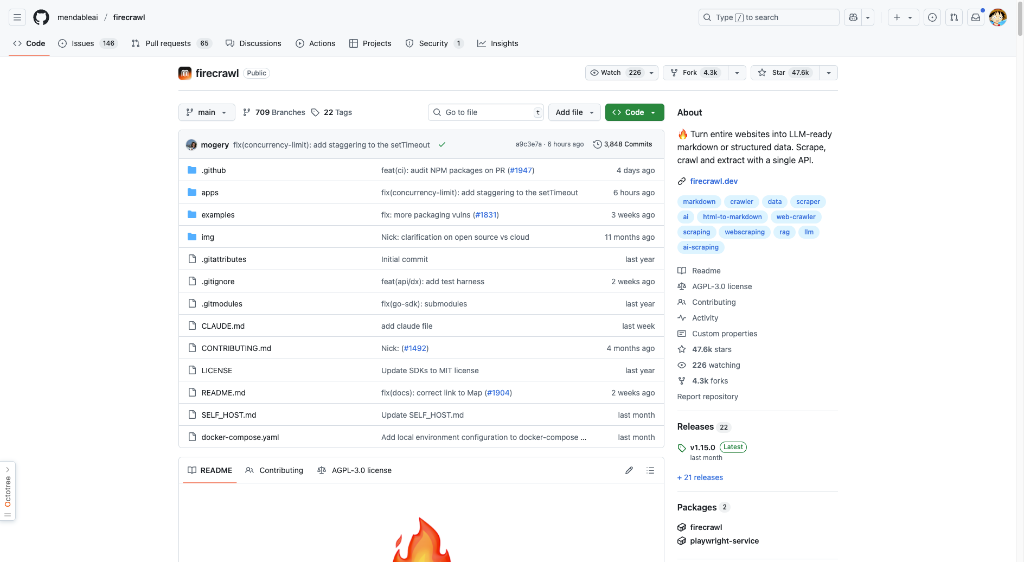 mendableai / firecrawl
Type / to search
Code
Issues 146
Pull requests 65
Discussions
Actions
Projects
Security 1
Insights
firecrawl Public
Watch 226
Fork 4.3k
Star 47.6k
main
709 Branches
22 Tags
Go to file t
Add file
Code
mogery fix(concurrency-limit): add staggering to the setTimeout
a9c3e7a · 6 hours ago
3,848 Commits
.github feat(ci): audit NPM packages on PR (#1947) 4 days ago
apps fix(concurrency-limit): add staggering to the setTimeout 6 hours ago
examples fix: more packaging vulns (#1831) 3 weeks ago
img Nick: clarification on open source vs cloud 11 months ago
.gitattributes Initial commit last year
.gitignore feat(api/dx): add test harness 2 weeks ago
.gitmodules fix(go-sdk): submodules last year
CLAUDE.md add claude file last week
CONTRIBUTING.md Nick: (#1492) 4 months ago
LICENSE Update SDKs to MIT license last year
README.md fix(docs): correct link to Map (#1904) 2 weeks ago
SELF_HOST.md Update SELF_HOST.md last month
docker-compose.yaml Add local environment configuration to docker-compose ... last month
README
Contributing
AGPL-3.0 license
About
🔥 Turn entire websites into LLM-ready
markdown or structured data. Scrape,
crawl and extract with a single API.
firecrawl.dev
markdown crawler data scraper
ai html-to-markdown web-crawler
scraping webscraping rag llm
ai-scraping
Readme
AGPL-3.0 license
Contributing
Activity
Custom properties
47.6k stars
226 watching
4.3k forks
Report repository
Releases 22
v1.15.0 Latest
last month
+ 21 releases
Packages 2
firecrawl
playwright-service
Octotree